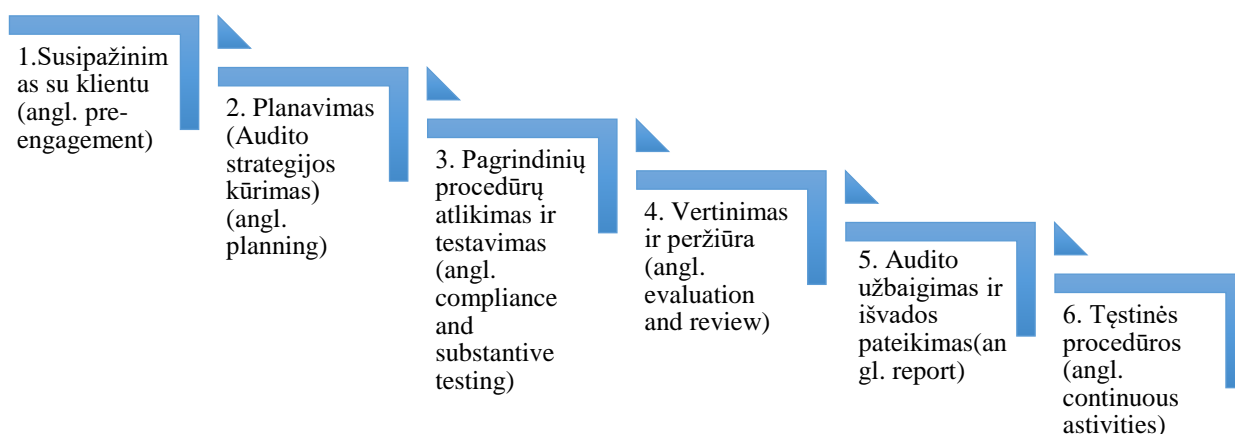 1.Susipažinim
as su klientu
(angl. pre-
engagement)
2. Planavimas
(Audito
strategijos
kūrimas)
(angl.
planning)
3. Pagrindinių
procedūrų
atlikimas ir
testavimas
(angl.
compliance
and
substantive
testing)
4. Vertinimas
ir peržiūra
(angl.
evaluation
and review)
5. Audito
užbaigimas ir
išvados
pateikimas(an
gl. report)
6. Tęstinės
procedūros
(angl.
continuous
astivities)